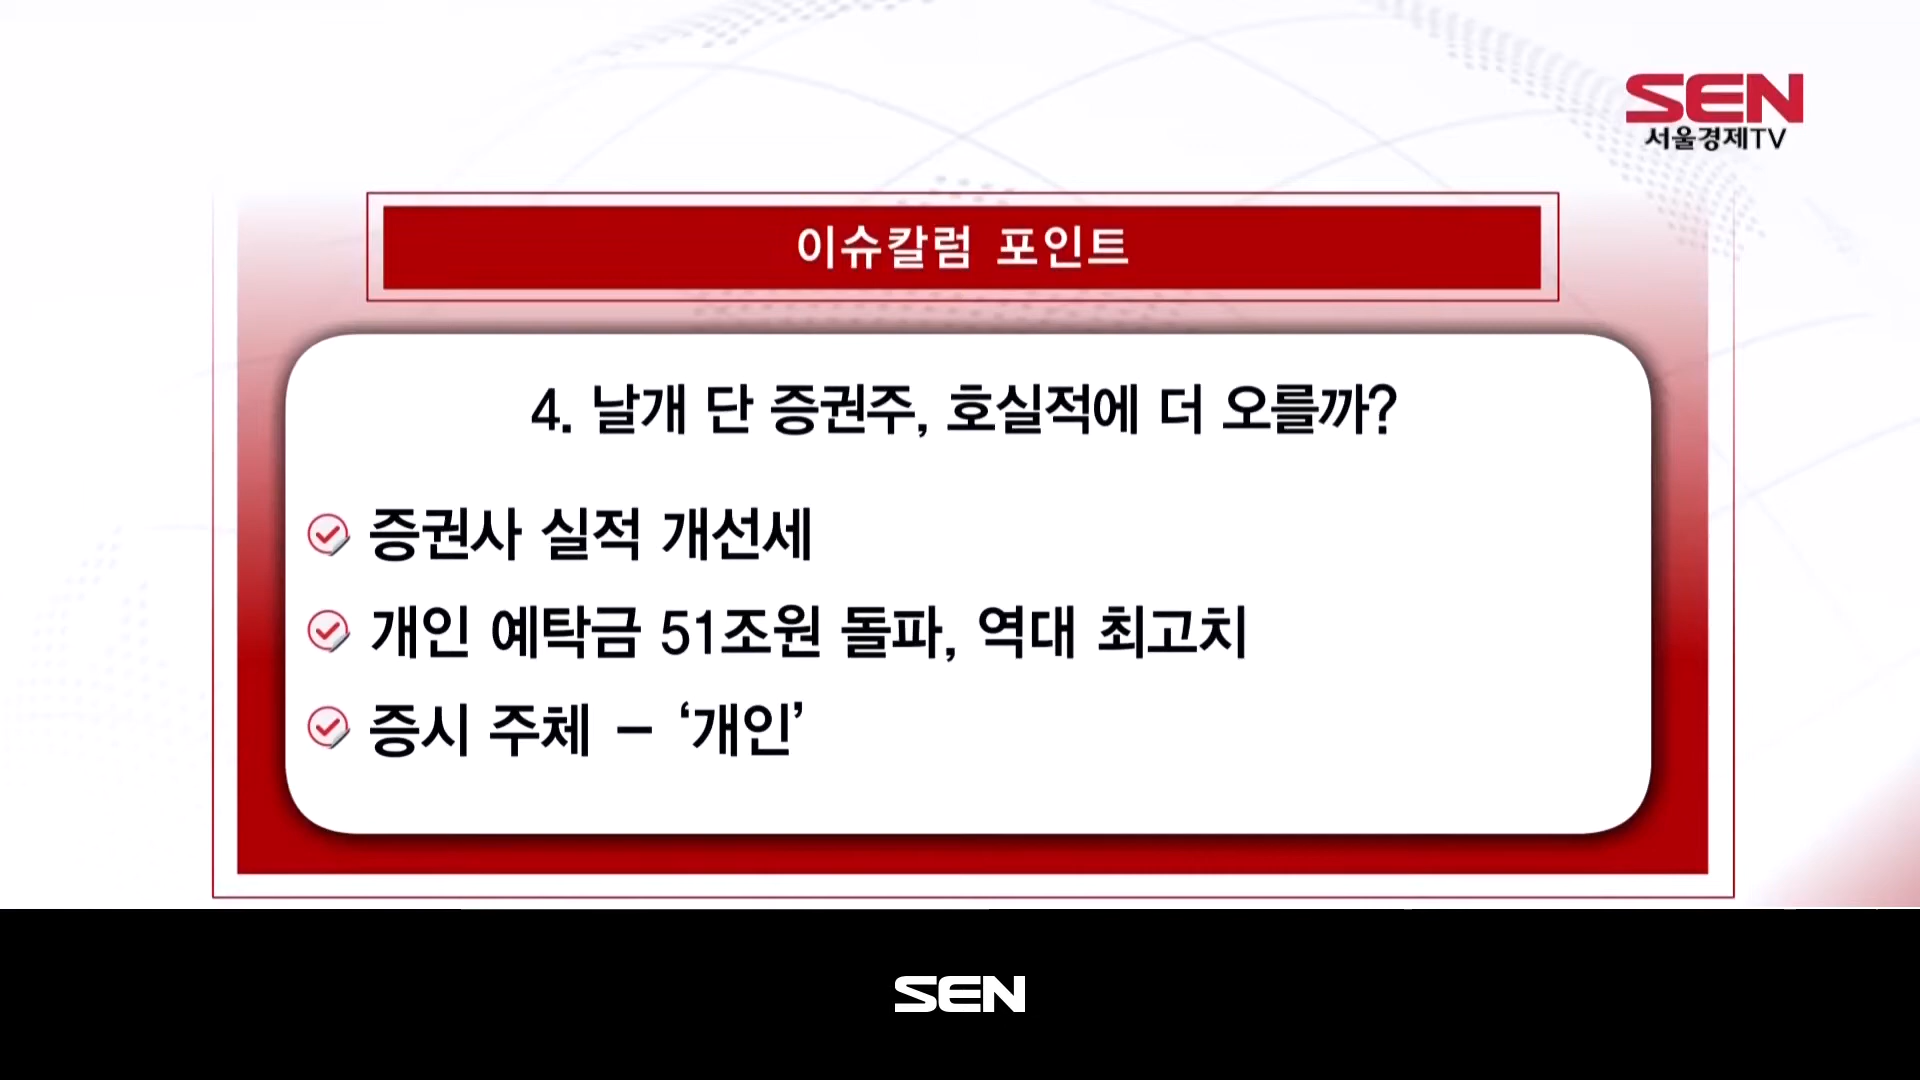 SEN
서울경제TV
이슈칼럼 포인트
4. 날개 단 증권주, 호실적에 더 오를까?
증권사 실적 개선세
개인 예탁금 51조원 돌파, 역대 최고치
증시 주체 – ‘개인’
SEN